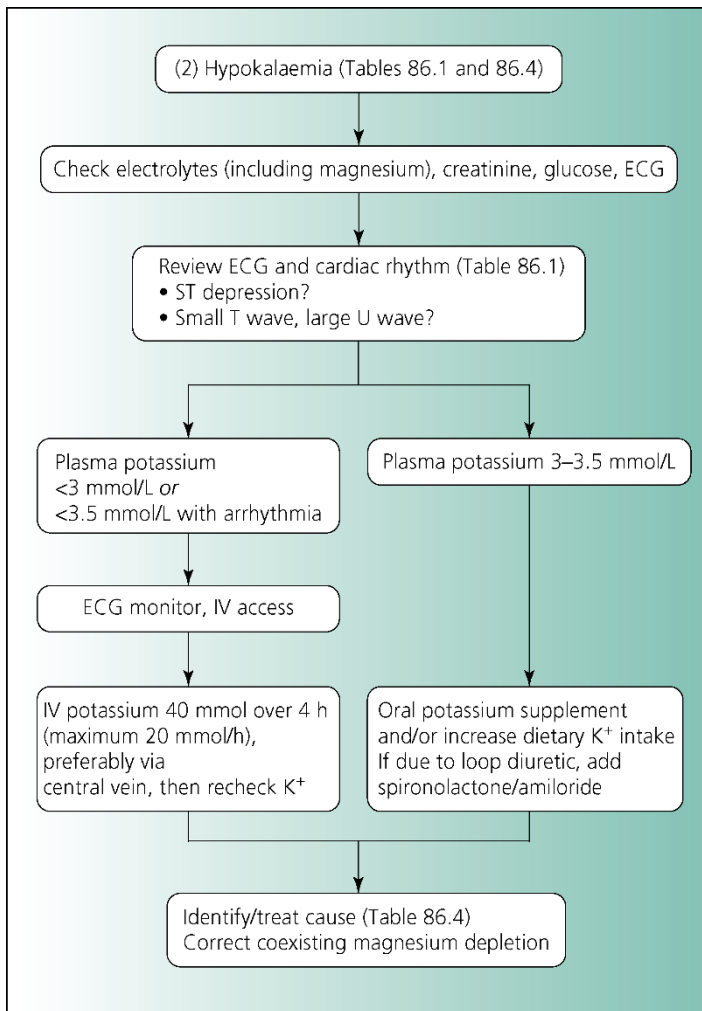 (2) Hypokalaemia (Tables 86.1 and 86.4)
Check electrolytes (including magnesium), creatinine, glucose, ECG
Review ECG and cardiac rhythm (Table 86.1)
• ST depression?
• Small T wave, large U wave?
Plasma potassium
<3 mmol/L or
<3.5 mmol/L with arrhythmia
Plasma potassium 3–3.5 mmol/L
ECG monitor, IV access
IV potassium 40 mmol over 4 h
(maximum 20 mmol/h),
preferably via
central vein, then recheck K⁺
Oral potassium supplement
and/or increase dietary K⁺ intake
If due to loop diuretic, add
spironolactone/amiloride
Identify/treat cause (Table 86.4)
Correct coexisting magnesium depletion